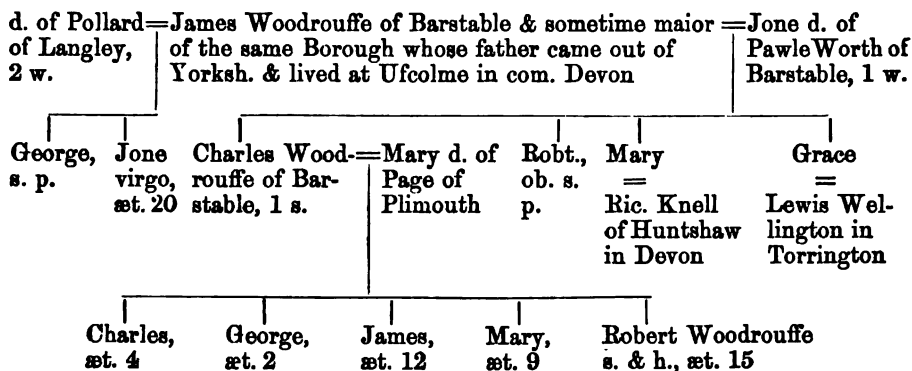 d. of Pollard=James Woodrouffe of Barstable & sometime maior=Jone d. of
of Langley, of the same Borough whose father came out of PawleWorth of
2 w. Yorksh. & lived at Ufcolme in com. Devon Barstable, 1 w.
George, Jone Charles Wood-=Mary d. of Robt., Mary Grace
s. p. virgo, rouffe of Bar- Page of ob. s. = =
æt. 20 stable, 1 s. Plimouth p. Ric. Knell Lewis Wel-
of Huntshaw lington in
in Devon Torrington
Charles, George, James, Mary, Robert Woodrouffe
æt. 4 æt. 2 æt. 12 æt. 9 s. & h., æt. 15